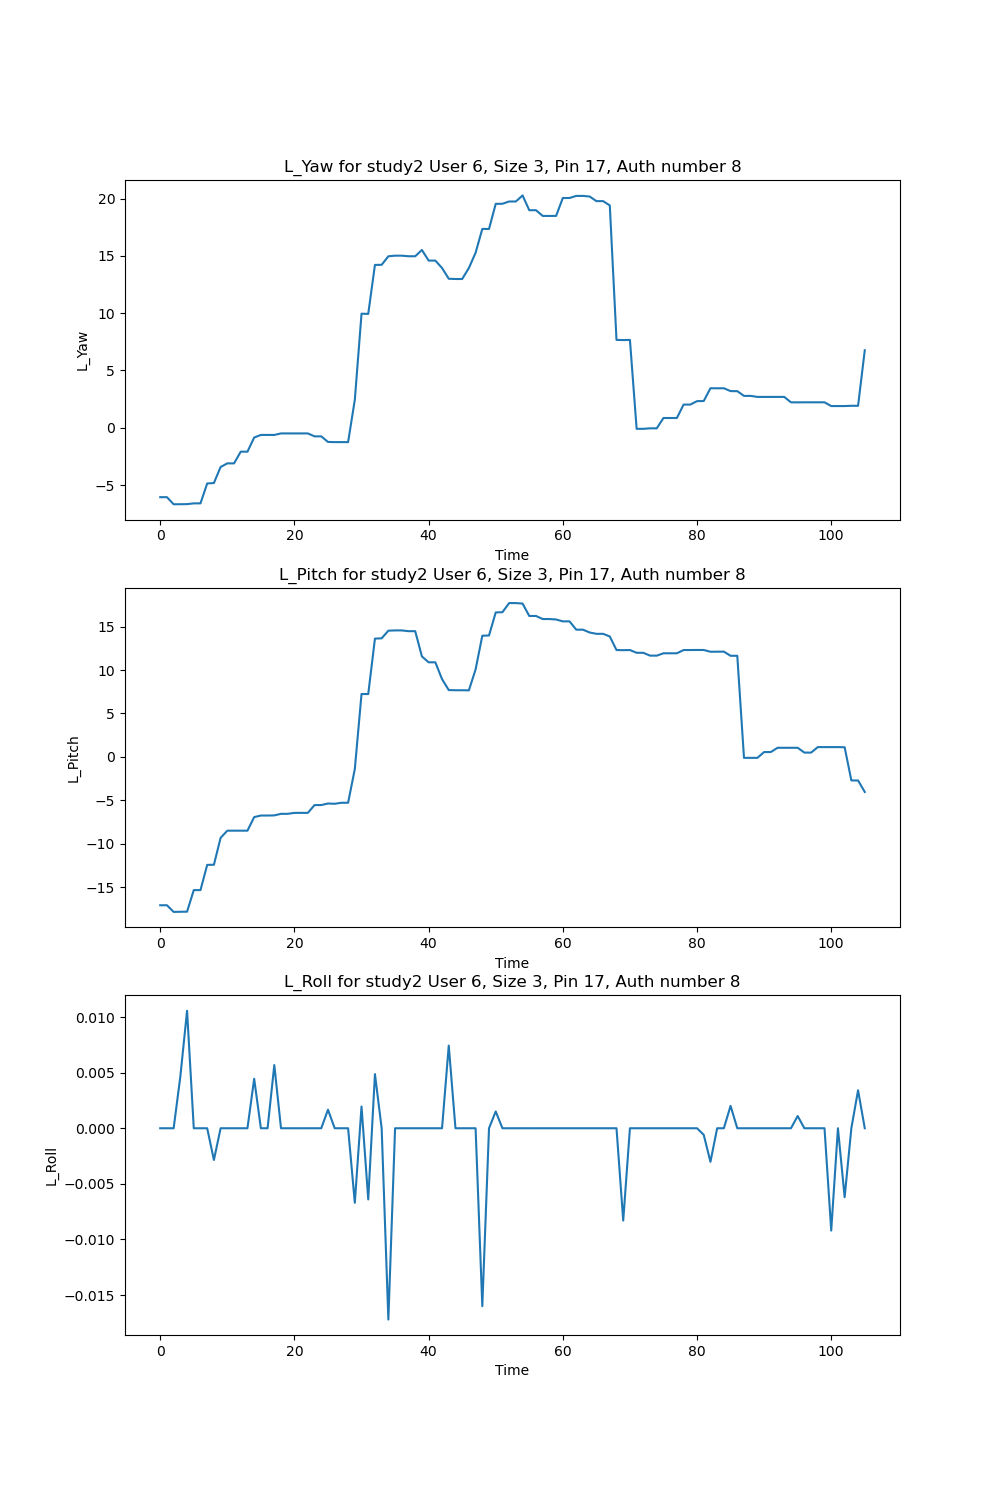 L_Yaw for study2 User 6, Size 3, Pin 17, Auth number 8
20
15
10
5
0
−5
L_Yaw
0 20 40 60 80 100
Time
L_Pitch for study2 User 6, Size 3, Pin 17, Auth number 8
15
10
5
0
−5
−10
−15
L_Pitch
0 20 40 60 80 100
Time
L_Roll for study2 User 6, Size 3, Pin 17, Auth number 8
0.010
0.005
0.000
−0.005
−0.010
−0.015
L_Roll
0 20 40 60 80 100
Time